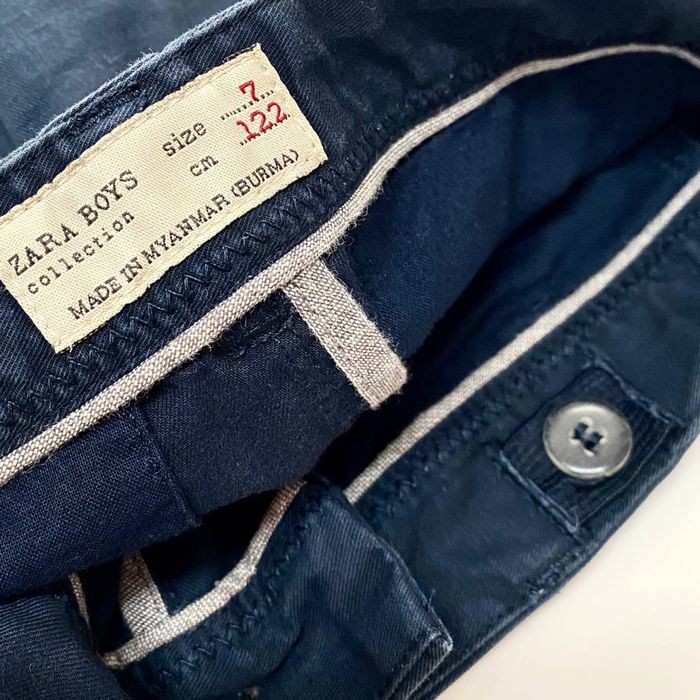 ZARA BOYS
collection
size 7
cm 122
MADE IN MYANMAR (BURMA)